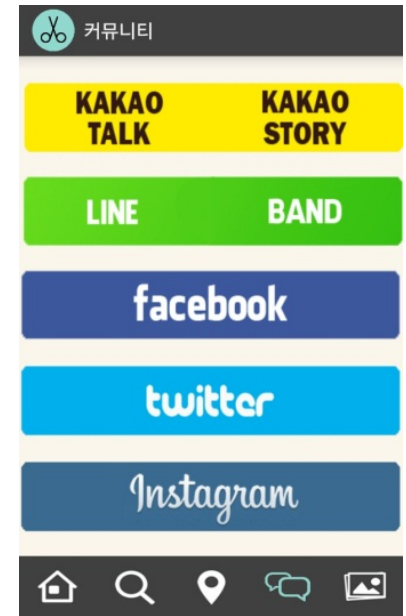 커뮤니티
KAKAO TALK
KAKAO STORY
LINE
BAND
facebook
twitter
Instagram